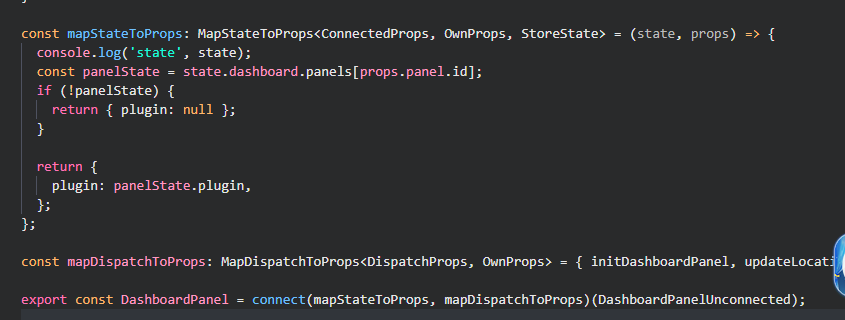 const mapStateToProps: MapStateToProps<ConnectedProps, OwnProps, StoreState> = (state, props) => {
  console.log('state', state);
  const panelState = state.dashboard.panels[props.panel.id];
  if (!panelState) {
    return { plugin: null };
  }

  return {
    plugin: panelState.plugin,
  };
};

const mapDispatchToProps: MapDispatchToProps<DispatchProps, OwnProps> = { initDashboardPanel, updateLocati

export const DashboardPanel = connect(mapStateToProps, mapDispatchToProps)(DashboardPanelUnconnected);